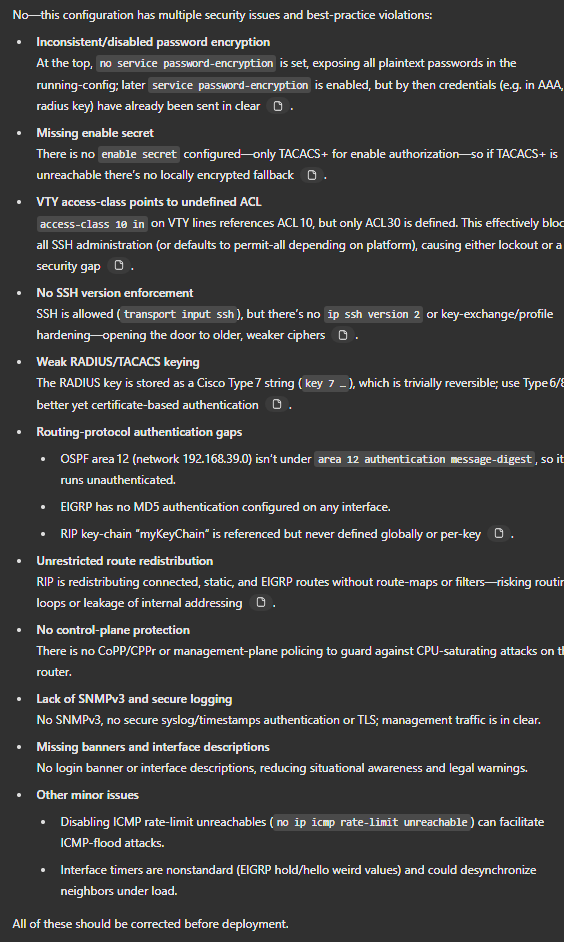 No—this configuration has multiple security issues and best-practice violations:
• Inconsistent/disabled password encryption
At the top, no service password-encryption is set, exposing all plaintext passwords in the
running-config; later service password-encryption is enabled, but by then credentials (e.g. in AAA,
radius key) have already been sent in clear .
• Missing enable secret
There is no enable secret configured—only TACACS+ for enable authorization—so if TACACS+ is
unreachable there's no locally encrypted fallback .
• VTY access-class points to undefined ACL
access-class 10 in on VTY lines references ACL 10, but only ACL 30 is defined. This effectively bloc
all SSH administration (or defaults to permit-all depending on platform), causing either lockout or a
security gap .
• No SSH version enforcement
SSH is allowed (transport input ssh), but there's no ip ssh version 2 or key-exchange/profile
hardening—opening the door to older, weaker ciphers .
• Weak RADIUS/TACACS keying
The RADIUS key is stored as a Cisco Type 7 string (key 7 …), which is trivially reversible; use Type 6/8
better yet certificate-based authentication .
• Routing-protocol authentication gaps
• OSPF area 12 (network 192.168.39.0) isn't under area 12 authentication message-digest, so it
runs unauthenticated.
• EIGRP has no MD5 authentication configured on any interface.
• RIP key-chain "myKeyChain" is referenced but never defined globally or per-key .
• Unrestricted route redistribution
RIP is redistributing connected, static, and EIGRP routes without route-maps or filters—risking routin
loops or leakage of internal addressing .
• No control-plane protection
There is no CoPP/CPPr or management-plane policing to guard against CPU-saturating attacks on th
router.
• Lack of SNMPv3 and secure logging
No SNMPv3, no secure syslog/timestamps authentication or TLS; management traffic is in clear.
• Missing banners and interface descriptions
No login banner or interface descriptions, reducing situational awareness and legal warnings.
• Other minor issues
• Disabling ICMP rate-limit unreachables (no ip icmp rate-limit unreachable) can facilitate
ICMP-flood attacks.
• Interface timers are nonstandard (EIGRP hold/hello weird values) and could desynchronize
neighbors under load.
All of these should be corrected before deployment.